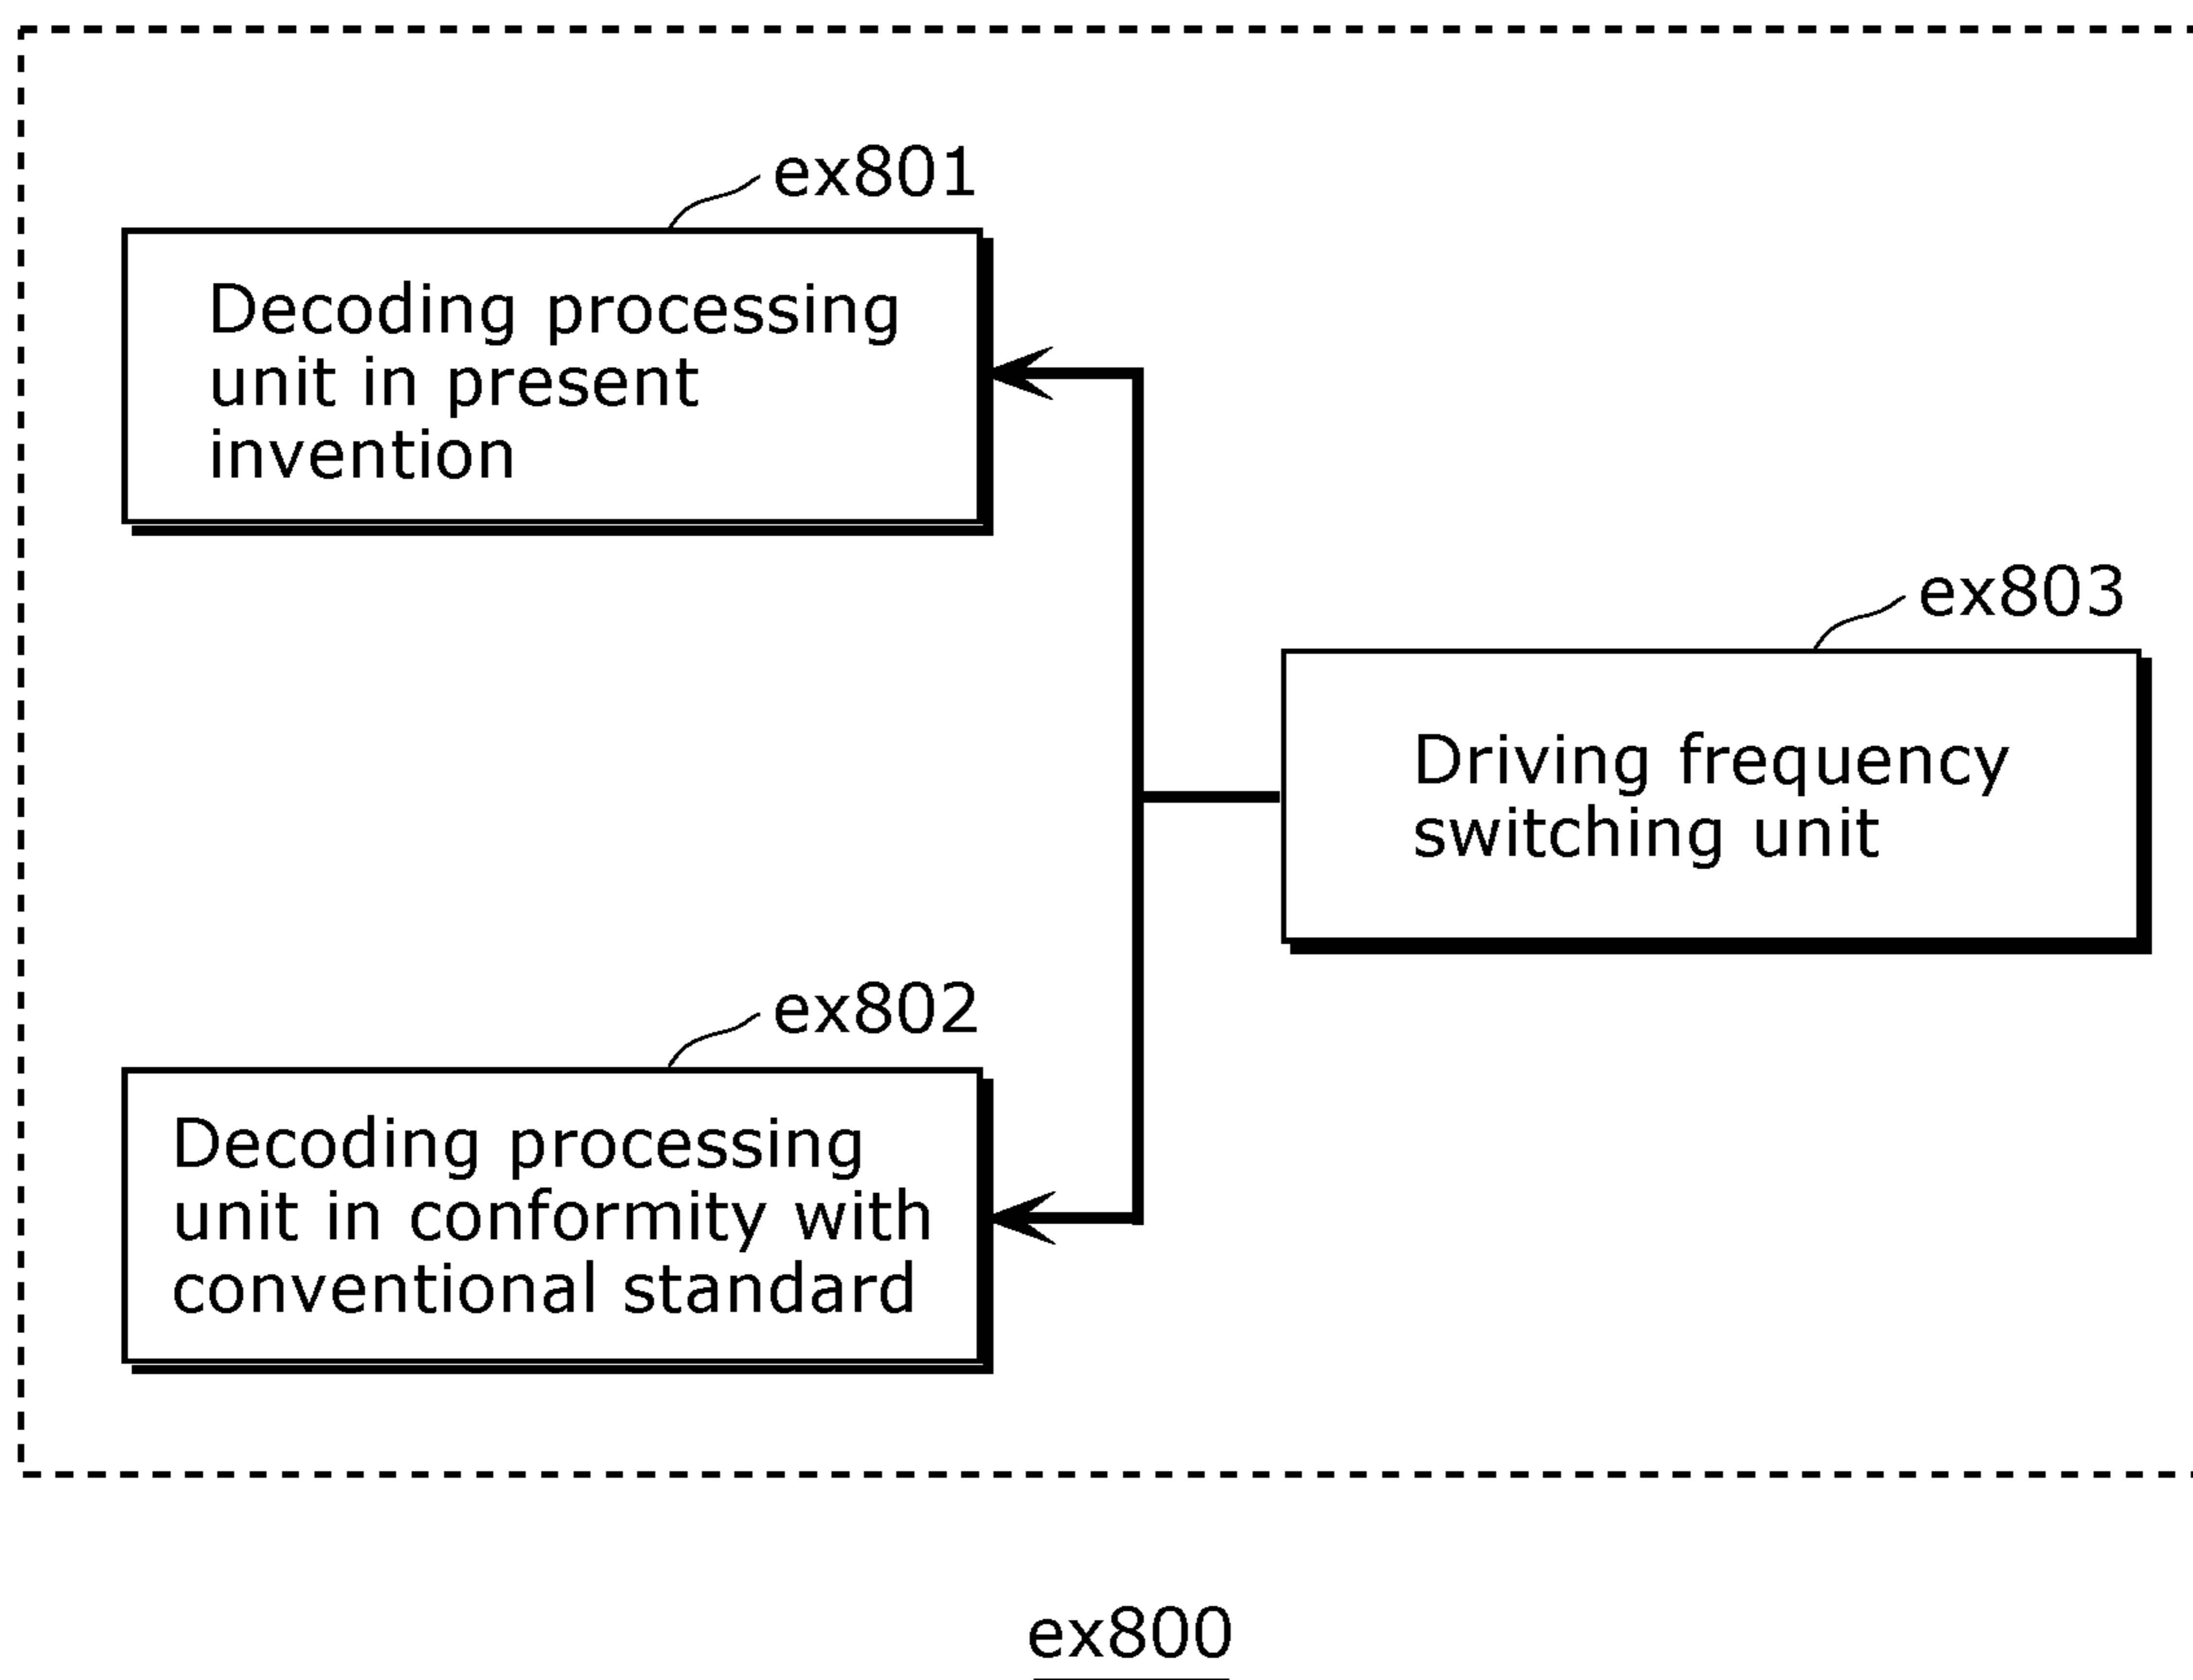 ex801
Decoding processing
unit in present
invention
ex803
Driving frequency
switching unit
ex802
Decoding processing
unit in conformity with
conventional standard
ex800